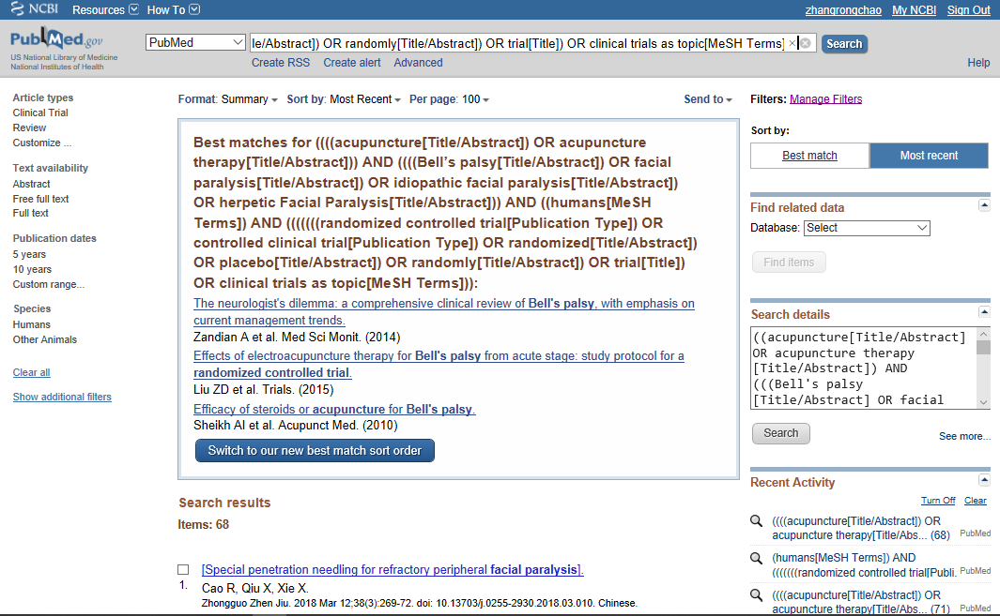 NCBI Resources How To zhangrongchao My NCBI Sign Out
PubMed.gov
US National Library of Medicine
National Institutes of Health
PubMed le/Abstract]) OR randomly[Title/Abstract]) OR trial[Title]) OR clinical trials as topic[MeSH Terms] × Search
Create RSS Create alert Advanced Help
Article types
Clinical Trial
Review
Customize ...
Text availability
Abstract
Free full text
Full text
Publication dates
5 years
10 years
Custom range...
Species
Humans
Other Animals
Clear all
Show additional filters
Format: Summary Sort by: Most Recent Per page: 100 Send to
Best matches for ((((acupuncture[Title/Abstract]) OR acupuncture
therapy[Title/Abstract])) AND ((((Bell's palsy[Title/Abstract]) OR facial
paralysis[Title/Abstract]) OR idiopathic facial paralysis[Title/Abstract])
OR herpetic Facial Paralysis[Title/Abstract])) AND ((humans[MeSH
Terms]) AND (((((((randomized controlled trial[Publication Type]) OR
controlled clinical trial[Publication Type]) OR randomized[Title/Abstract])
OR placebo[Title/Abstract]) OR randomly[Title/Abstract]) OR trial[Title])
OR clinical trials as topic[MeSH Terms])):
The neurologist's dilemma: a comprehensive clinical review of Bell's palsy, with emphasis on
current management trends.
Zandian A et al. Med Sci Monit. (2014)
Effects of electroacupuncture therapy for Bell's palsy from acute stage: study protocol for a
randomized controlled trial.
Liu ZD et al. Trials. (2015)
Efficacy of steroids or acupuncture for Bell's palsy.
Sheikh AI et al. Acupunct Med. (2010)
Switch to our new best match sort order
Search results
Items: 68
[Special penetration needling for refractory peripheral facial paralysis].
1. Cao R, Qiu X, Xie X.
Zhongguo Zhen Jiu. 2018 Mar 12;38(3):269-72. doi: 10.13703/j.0255-2930.2018.03.010. Chinese.
Filters: Manage Filters
Sort by:
Best match Most recent
Find related data
Database: Select
Find items
Search details
((acupuncture[Title/Abstract]
OR acupuncture therapy
[Title/Abstract]) AND
(((Bell's palsy
[Title/Abstract] OR facial
Search
See more...
Recent Activity
Turn Off Clear
((((acupuncture[Title/Abstract]) OR
acupuncture therapy[Title/Abs... (68) PubMed
(humans[MeSH Terms]) AND
(((((((randomized controlled trial[Publi. PubMed
((((acupuncture[Title/Abstract]) OR
acupuncture therapy[Title/Abs... (71) PubMed